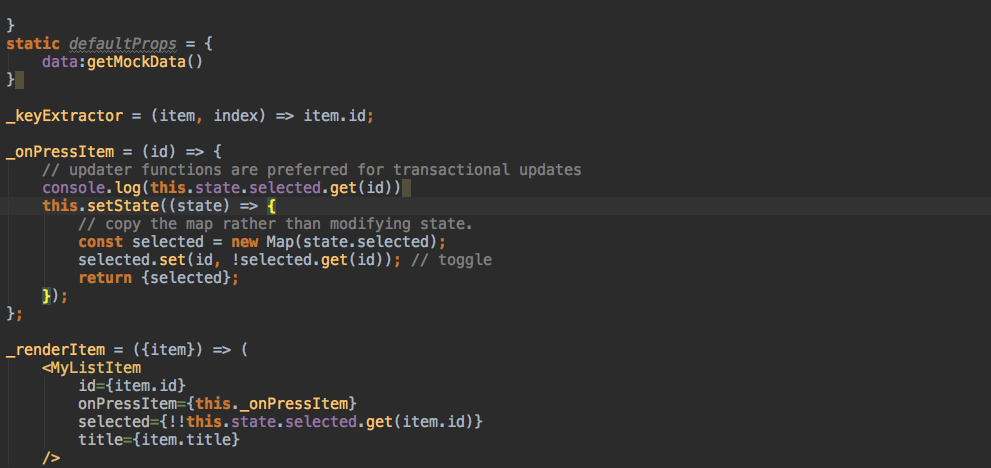 }
static defaultProps = {
    data:getMockData()
}

_keyExtractor = (item, index) => item.id;

_onPressItem = (id) => {
    // updater functions are preferred for transactional updates
    console.log(this.state.selected.get(id))
    this.setState((state) => {
        // copy the map rather than modifying state.
        const selected = new Map(state.selected);
        selected.set(id, !selected.get(id)); // toggle
        return {selected};
    });
};

_renderItem = ({item}) => (
    <MyListItem
        id={item.id}
        onPressItem={this._onPressItem}
        selected={!!this.state.selected.get(item.id)}
        title={item.title}
    />